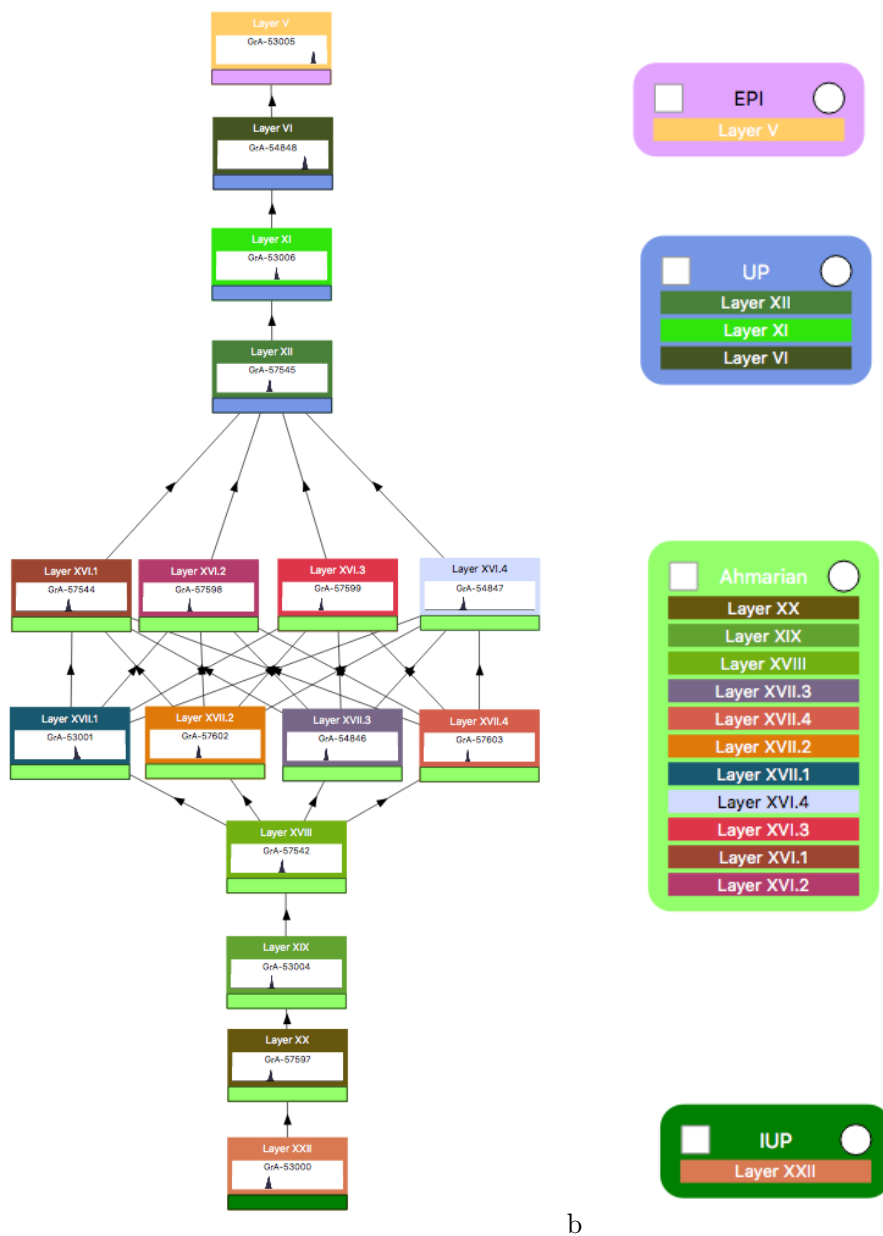 Layer V
GrA-53005
Layer VI
GrA-54848
Layer XI
GrA-53006
Layer XII
GrA-57545
Layer XVI.1
GrA-57544
Layer XVI.2
GrA-57598
Layer XVI.3
GrA-57599
Layer XVI.4
GrA-54847
Layer XVII.1
GrA-53001
Layer XVII.2
GrA-57602
Layer XVII.3
GrA-54846
Layer XVII.4
GrA-57603
Layer XVIII
GrA-57542
Layer XIX
GrA-53004
Layer XX
GrA-57597
Layer XXII
GrA-53000
b
EPI
Layer V
UP
Layer XII
Layer XI
Layer VI
Ahmarian
Layer XX
Layer XIX
Layer XVIII
Layer XVII.3
Layer XVII.4
Layer XVII.2
Layer XVII.1
Layer XVI.4
Layer XVI.3
Layer XVI.1
Layer XVI.2
IUP
Layer XXII